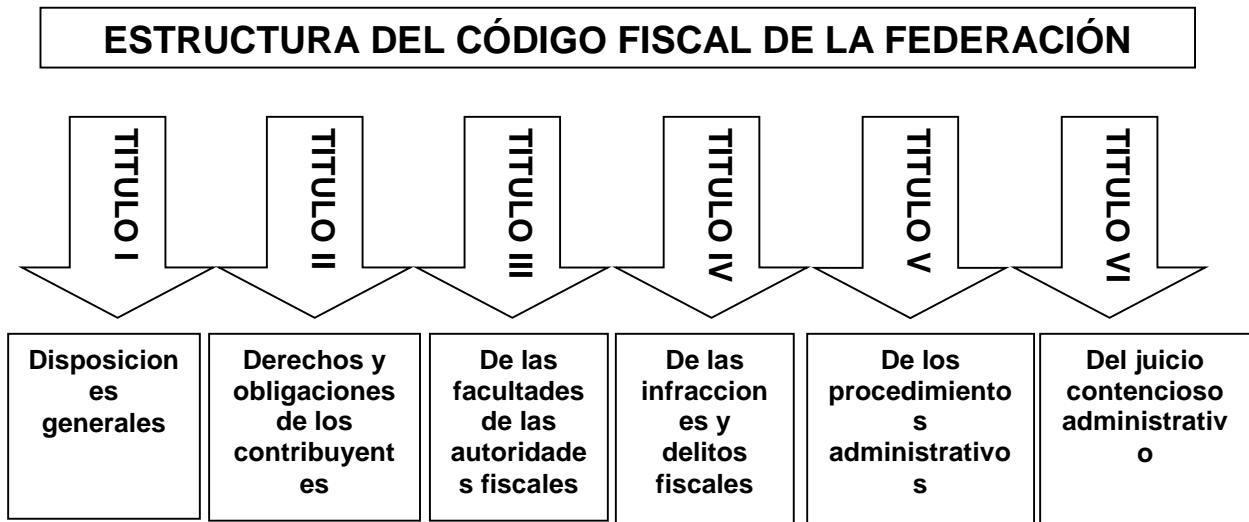 ESTRUCTURA DEL CÓDIGO FISCAL DE LA FEDERACIÓN
TITULO I
TITULO II
TITULO III
TITULO IV
TITULO V
TITULO VI
Disposicion
es
generales
Derechos y
obligaciones
de los
contribuyent
es
De las
facultades
de las
autoridade
s fiscales
De las
infraccion
es y
delitos
fiscales
De los
procedimiento
s
administrativo
s
Del juicio
contencioso
administrativ
o